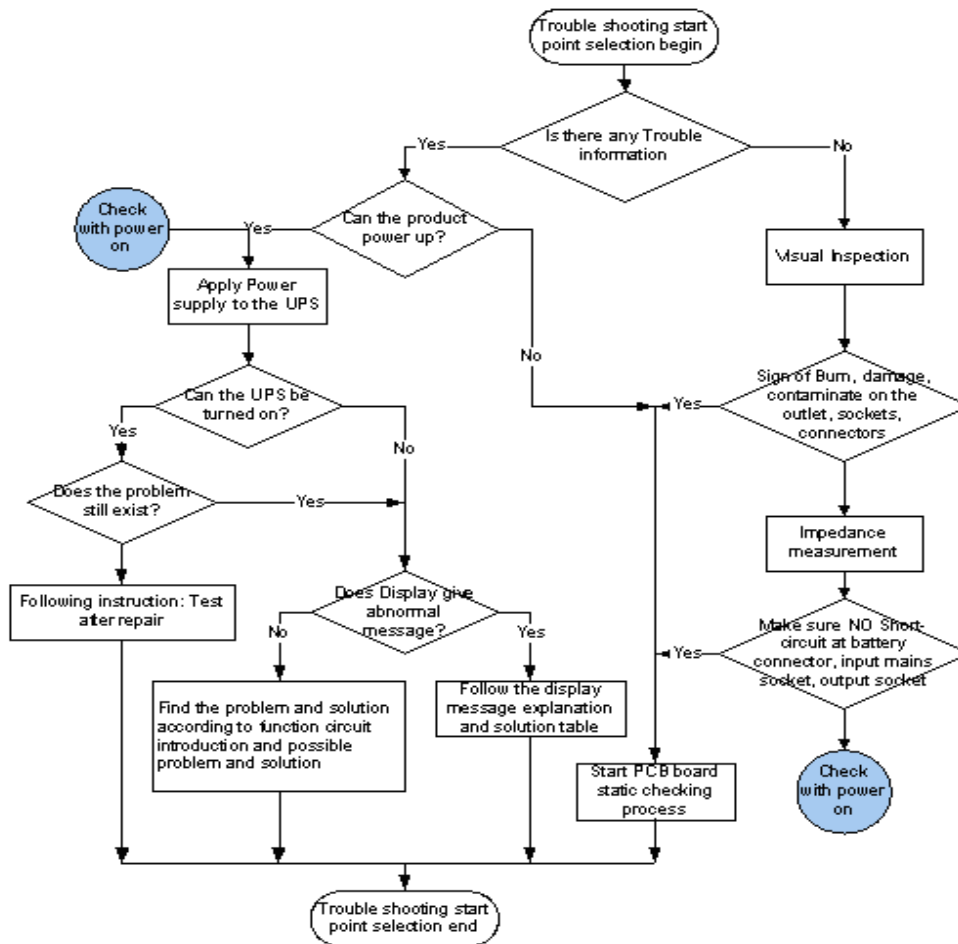 Trouble shooting start
point selection begin
Is there any Trouble
information
Yes
No
Check
with power
on
Yes
Can the product
power up?
Visual Inspection
Apply Power
supply to the UPS
No
Sign of Burn, damage,
contaminate on the
outlet, sockets,
connectors
Yes
Can the UPS be
turned on?
Yes
No
Does the problem
still exist?
Yes
Impedance
measurement
Following instruction: Test
after repair
Does Display give
abnormal
message?
No
Yes
Make sure NO Short-
circuit at battery
connector, input mains
socket, output socket
Yes
Find the problem and solution
according to function circuit
introduction and possible
problem and solution
Follow the display
message explanation
and solution table
Start PCB board
static checking
process
Check
with power
on
Trouble shooting start
point selection end